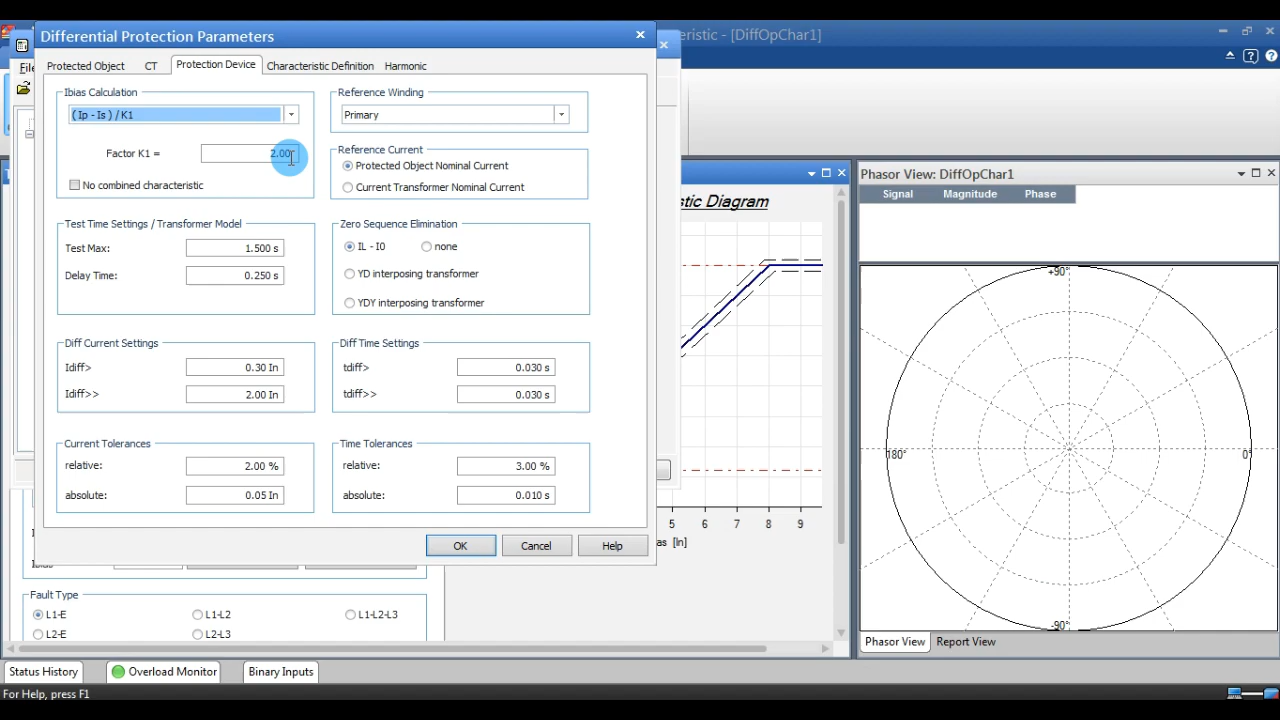 Differential Protection Parameters
eristic - [DiffOpChar1]
File
Protected Object
CT
Protection Device
Characteristic Definition
Harmonic
Ibias Calculation
( Ip - Is ) / K1
Factor K1 =
2.00
No combined characteristic
Reference Winding
Primary
Reference Current
Protected Object Nominal Current
Current Transformer Nominal Current
Test Time Settings / Transformer Model
Test Max:
1.500 s
Delay Time:
0.250 s
Zero Sequence Elimination
IL - I0
none
YD interposing transformer
YDY interposing transformer
Diff Current Settings
Idiff>
0.30 In
Idiff>>
2.00 In
Diff Time Settings
tdiff>
0.030 s
tdiff>>
0.030 s
Current Tolerances
relative:
2.00 %
absolute:
0.05 In
Time Tolerances
relative:
3.00 %
absolute:
0.010 s
OK
Cancel
Help
stic Diagram
5 6 7 8 9
as [In]
Phasor View: DiffOpChar1
Signal Magnitude Phase
+90°
180°
0°
-90°
Phasor View
Report View
Fault Type
L1-E
L1-L2
L1-L2-L3
L2-E
L2-L3
Status History
Overload Monitor
Binary Inputs
For Help, press F1